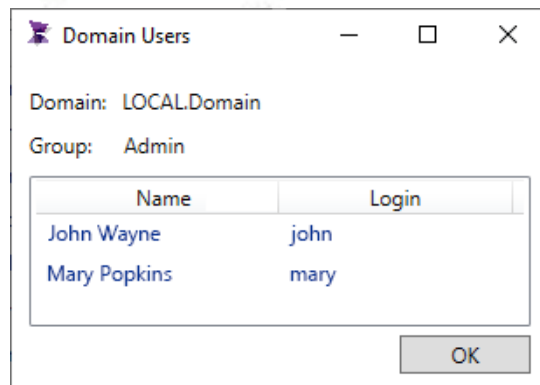 Domain Users
Domain: LOCAL.Domain
Group: Admin
Name Login
John Wayne john
Mary Popkins mary
OK